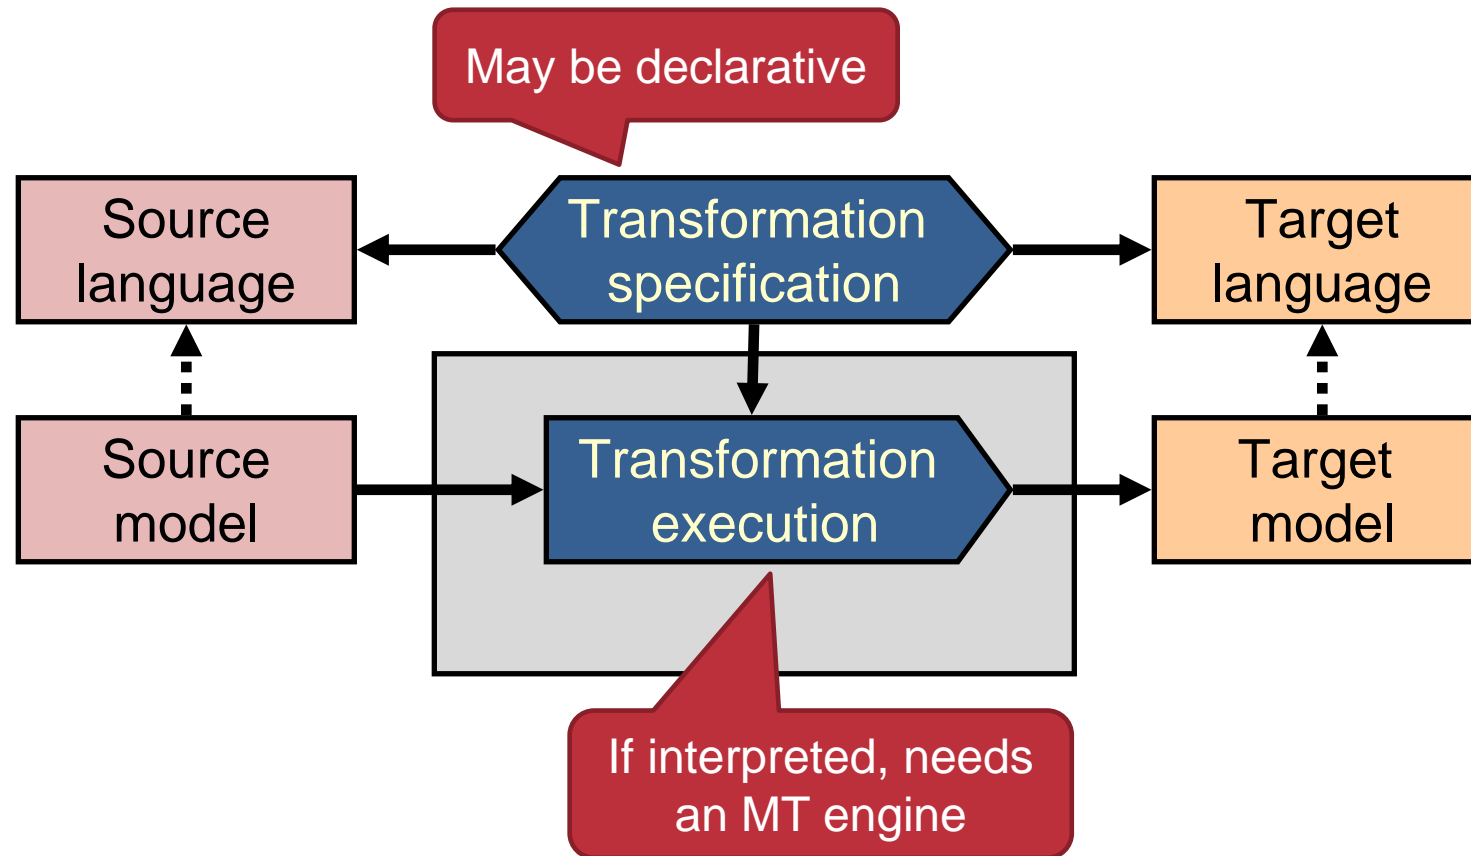 May be declarative
Source
language
Transformation
specification
Target
language
Source
model
Transformation
execution
Target
model
If interpreted, needs
an MT engine